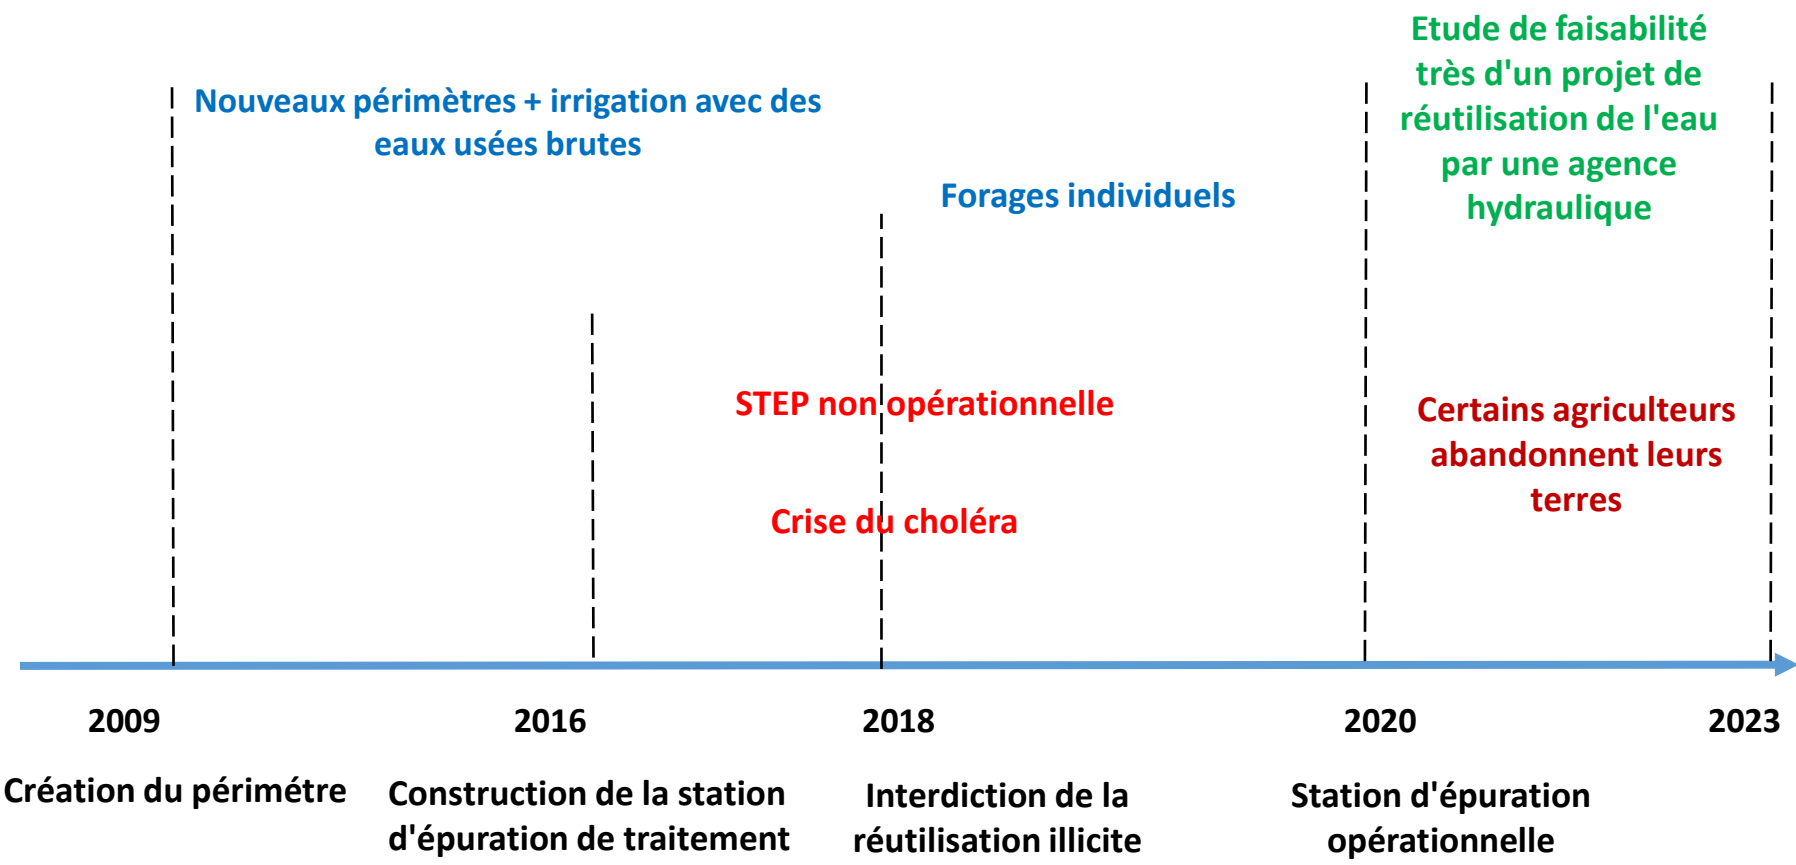 Etude de faisabilité
très d'un projet de
réutilisation de l'eau
par une agence
hydraulique
Nouveaux périmètres + irrigation avec des
eaux usées brutes
Forages individuels
STEP non opérationnelle
Certains agriculteurs
abandonnent leurs
terres
Crise du choléra
2009
2016
2018
2020
2023
Création du périmétre
Construction de la station
d'épuration de traitement
Interdiction de la
réutilisation illicite
Station d'épuration
opérationnelle